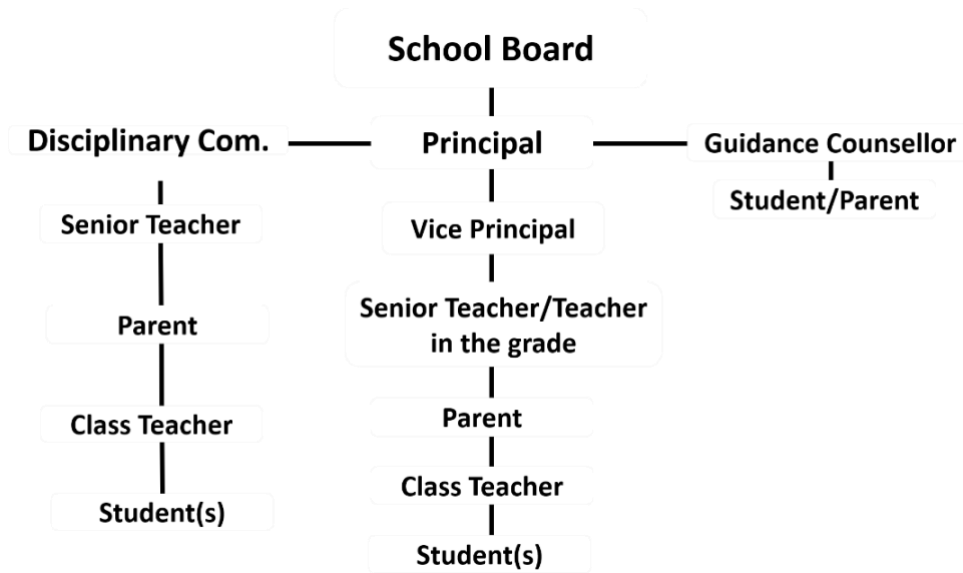 School Board
Disciplinary Com.
Principal
Guidance Counsellor
Student/Parent
Senior Teacher
Vice Principal
Senior Teacher/Teacher
in the grade
Parent
Parent
Class Teacher
Class Teacher
Student(s)
Student(s)